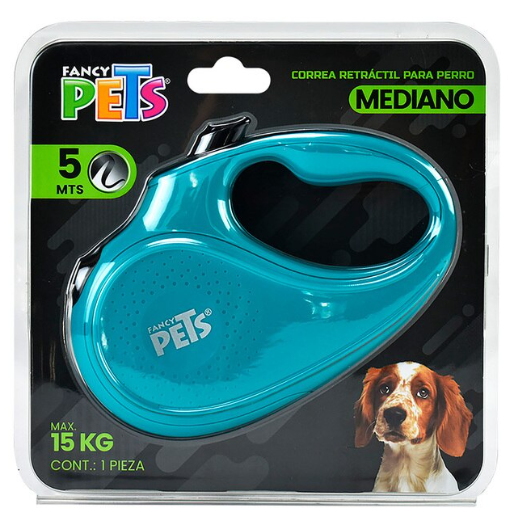 FANCY
PETS®
CORREA RETRÁCTIL PARA PERRO
MEDIANO
5
MTS
FANCY
PETS®
MAX.
15 KG
CONT.: 1 PIEZA